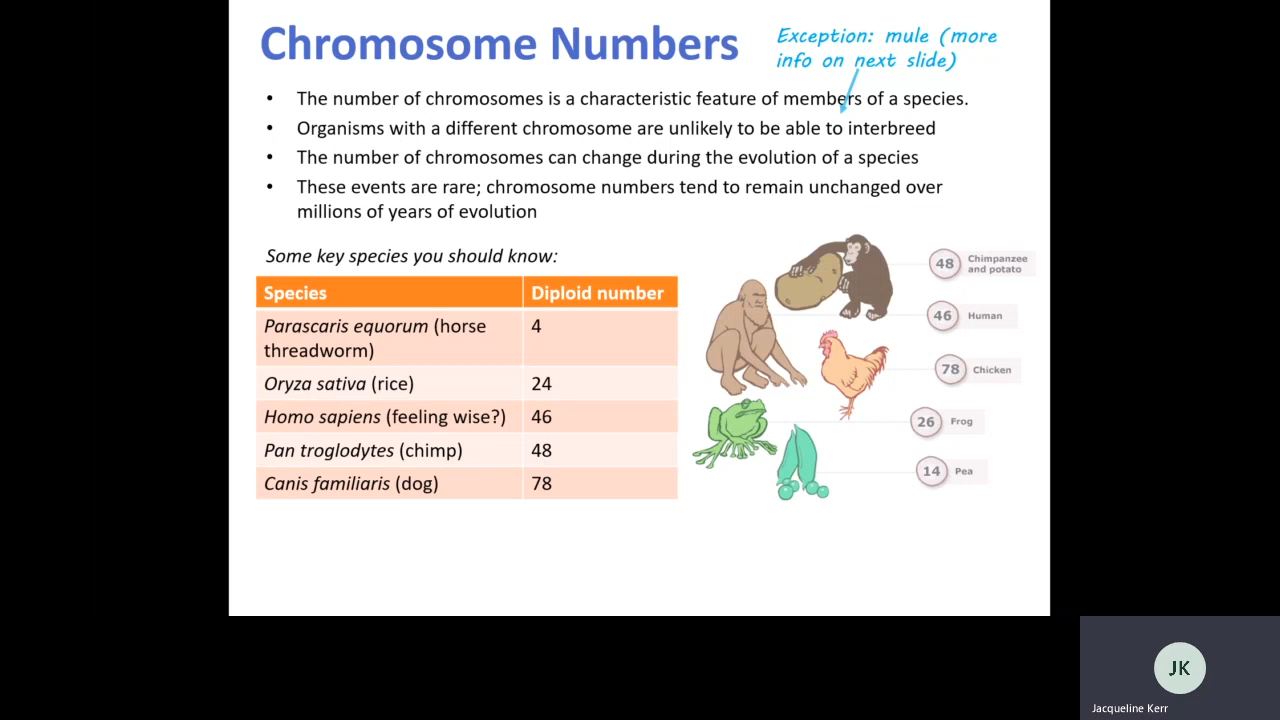 Chromosome Numbers
Exception: mule (more
info on next slide)
• The number of chromosomes is a characteristic feature of members of a species.
• Organisms with a different chromosome are unlikely to be able to interbreed
• The number of chromosomes can change during the evolution of a species
• These events are rare; chromosome numbers tend to remain unchanged over
millions of years of evolution
Some key species you should know:
Species Diploid number
Parascaris equorum (horse 4
threadworm)
Oryza sativa (rice) 24
Homo sapiens (feeling wise?) 46
Pan troglodytes (chimp) 48
Canis familiaris (dog) 78
48 Chimpanzee
and potato
46 Human
78 Chicken
26 Frog
14 Pea
JK
Jacqueline Kerr